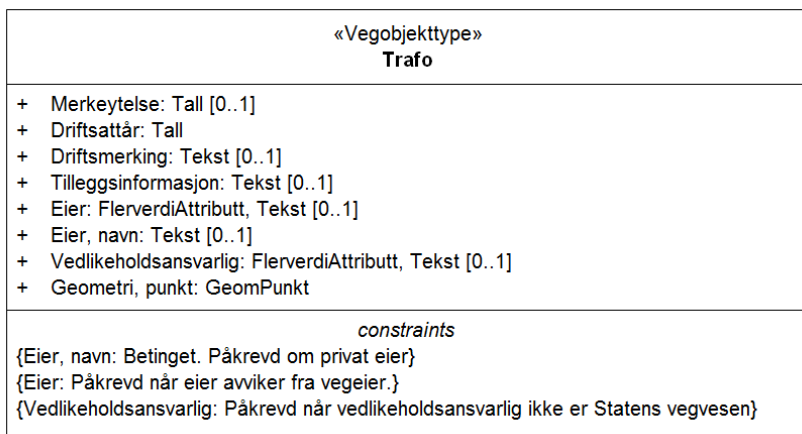 «Vegobjekttype»
Trafo
+ Merkeytelse: Tall [0..1]
+ Driftsattår: Tall
+ Driftsmerking: Tekst [0..1]
+ Tilleggsinformasjon: Tekst [0..1]
+ Eier: FlerverdiAttributt, Tekst [0..1]
+ Eier, navn: Tekst [0..1]
+ Vedlikeholdsansvarlig: FlerverdiAttributt, Tekst [0..1]
+ Geometri, punkt: GeomPunkt
constraints
{Eier, navn: Betinget. Påkrevd om privat eier}
{Eier: Påkrevd når eier avviker fra vegeier.}
{Vedlikeholdsansvarlig: Påkrevd når vedlikeholdsansvarlig ikke er Statens vegvesen}